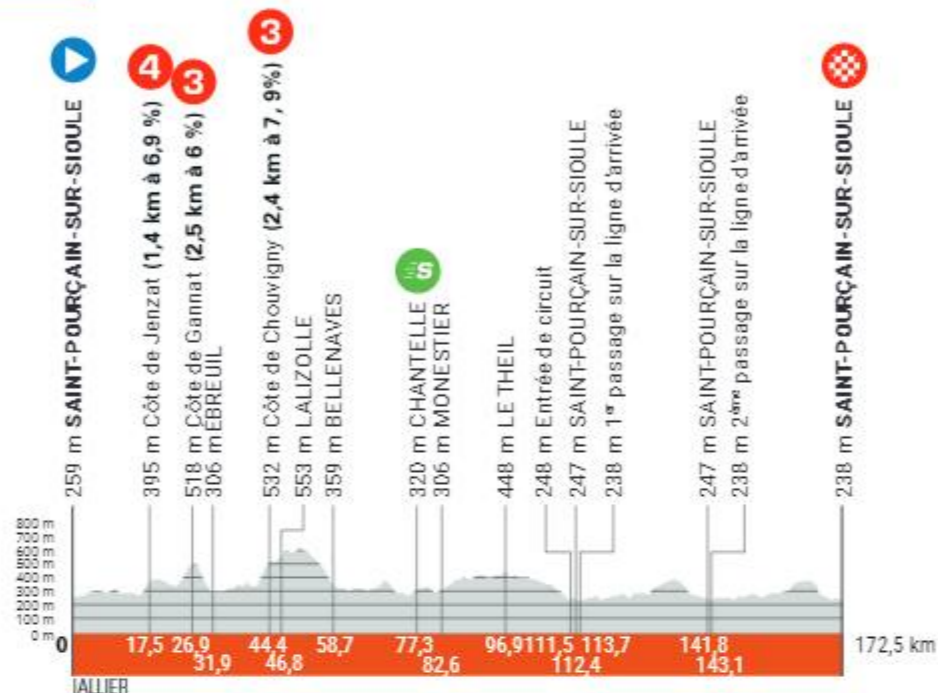 4
3
3
S
259 m SAINT-POURÇAIN-SUR-SIOULE
395 m Côte de Jenzat (1,4 km à 6,9 %)
518 m Côte de Gannat (2,5 km à 6 %)
306 m EBREUIL
532 m Côte de Chouvigny (2,4 km à 7, 9%)
553 m LALIZOLLE
359 m BELLENAVES
320 m CHANTELLE
306 m MONESTIER
448 m LE THEIL
248 m Entrée de circuit
247 m SAINT-POURÇAIN-SUR-SIOULE
238 m 1er passage sur la ligne d'arrivée
247 m SAINT-POURÇAIN-SUR-SIOULE
238 m 2ème passage sur la ligne d'arrivée
238 m SAINT-POURÇAIN-SUR-SIOULE
800 m
700 m
600 m
500 m
400 m
300 m
200 m
100 m
0 m
0 17,5 26,9 44,4 58,7 77,3 96,9 111,5 113,7 141,8 172,5 km
31,9 46,8 82,6 112,4 143,1
ALLIER